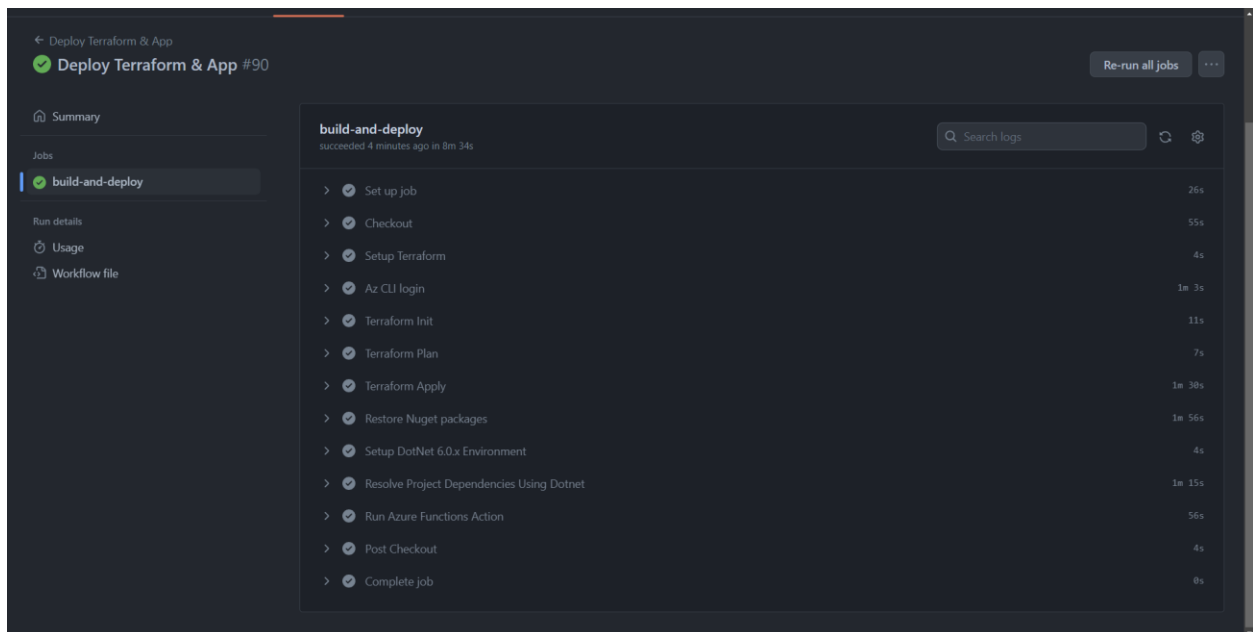 ← Deploy Terraform & App
Deploy Terraform & App #90
Re-run all jobs
...
Summary
Jobs
build-and-deploy
Run details
Usage
Workflow file
build-and-deploy
succeeded 4 minutes ago in 8m 34s
Search logs
Set up job 26s
Checkout 55s
Setup Terraform 4s
Az CLI login 1m 3s
Terraform Init 11s
Terraform Plan 7s
Terraform Apply 1m 30s
Restore Nuget packages 1m 56s
Setup DotNet 6.0.x Environment 4s
Resolve Project Dependencies Using Dotnet 1m 15s
Run Azure Functions Action 56s
Post Checkout 4s
Complete job 0s